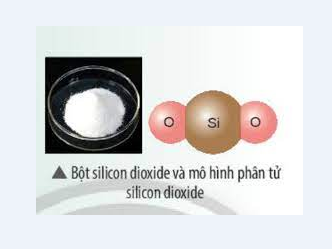 O Si O
▲ Bột silicon dioxide và mô hình phân tử
silicon dioxide